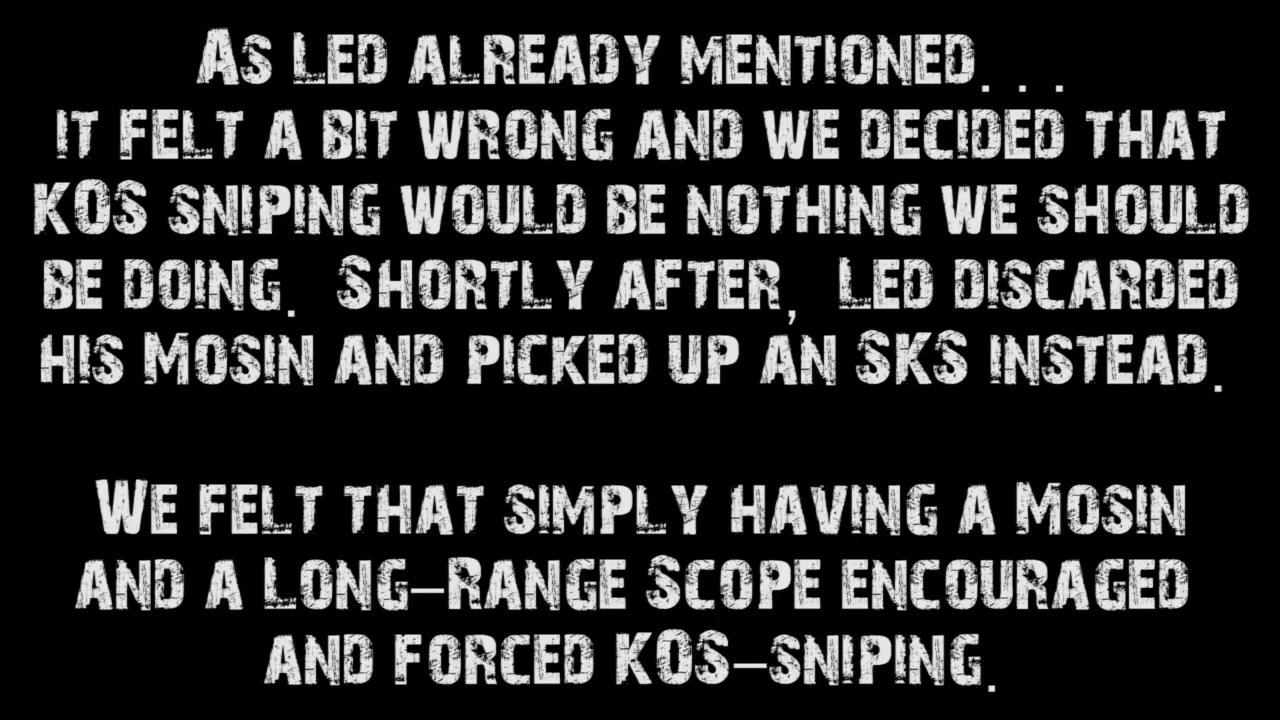 As Led already mentioned. . .
it felt a bit wrong and we decided that
KOS sniping would be nothing we should
be doing. Shortly after, Led discarded
his Mosin and picked up an SKS instead.
We felt that simply having a Mosin
and a Long-Range Scope encouraged
and forced KOS-sniping.